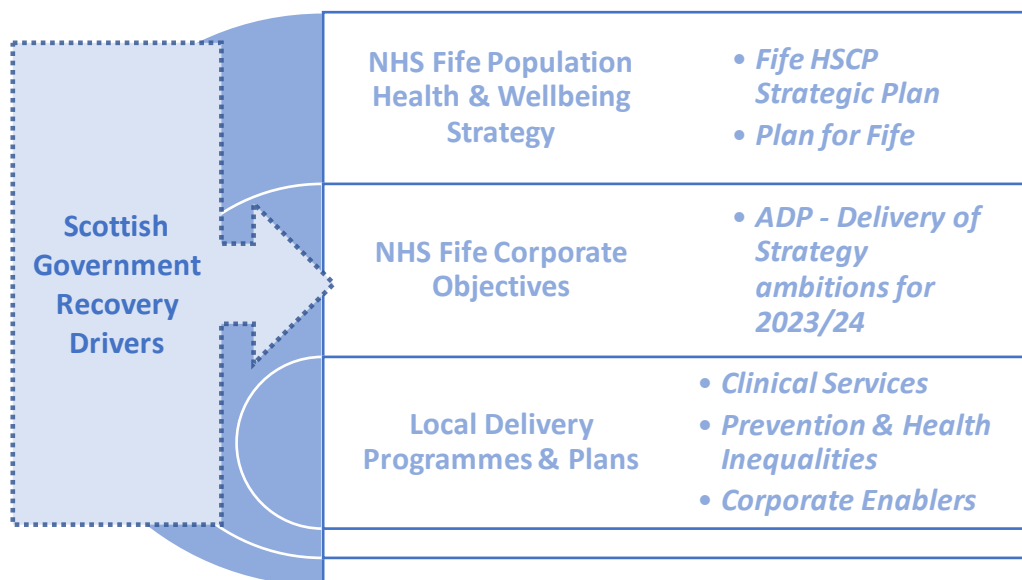 Scottish
Government
Recovery
Drivers
NHS Fife Population
Health & Wellbeing
Strategy
• Fife HSCP
Strategic Plan
• Plan for Fife
NHS Fife Corporate
Objectives
• ADP - Delivery of
Strategy
ambitions for
2023/24
Local Delivery
Programmes & Plans
• Clinical Services
• Prevention & Health
Inequalities
• Corporate Enablers